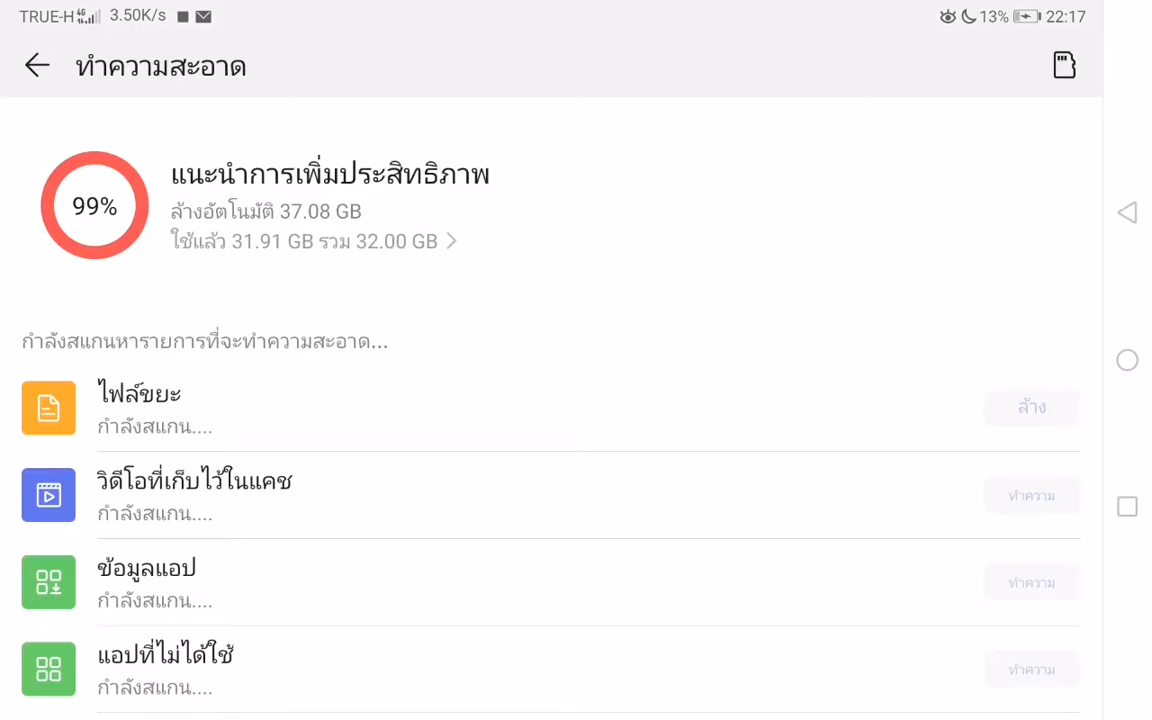 TRUE-H 4G 3.50K/s 13% 22:17
ทำความสะอาด
99%
แนะนำการเพิ่มประสิทธิภาพ
ล้างอัตโนมัติ 37.08 GB
ใช้แล้ว 31.91 GB รวม 32.00 GB
กำลังสแกนหารายการที่จะทำความสะอาด...
ไฟล์ขยะ
กำลังสแกน....
ล้าง
วิดีโอที่เก็บไว้ในแคช
กำลังสแกน....
ทำความ
ข้อมูลแอป
กำลังสแกน....
ทำความ
แอปที่ไม่ได้ใช้
กำลังสแกน....
ทำความ